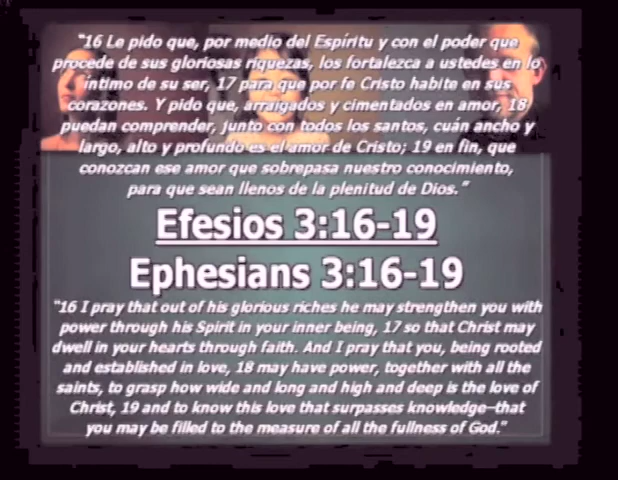 "16 Le pido que, por medio del Espíritu y con el poder que
procede de sus gloriosas riquezas, los fortalezca a ustedes en lo
íntimo de su ser, 17 para que por fe Cristo habite en sus
corazones. Y pido que, arraigados y cimentados en amor, 18
puedan comprender, junto con todos los santos, cuán ancho y
largo, alto y profundo es el amor de Cristo; 19 en fin, que
conozcan ese amor que sobrepasa nuestro conocimiento,
para que sean llenos de la plenitud de Dios."
Efesios 3:16-19
Ephesians 3:16-19
"16 I pray that out of his glorious riches he may strengthen you with
power through his Spirit in your inner being, 17 so that Christ may
dwell in your hearts through faith. And I pray that you, being rooted
and established in love, 18 may have power, together with all the
saints, to grasp how wide and long and high and deep is the love of
Christ, 19 and to know this love that surpasses knowledge—that
you may be filled to the measure of all the fullness of God."